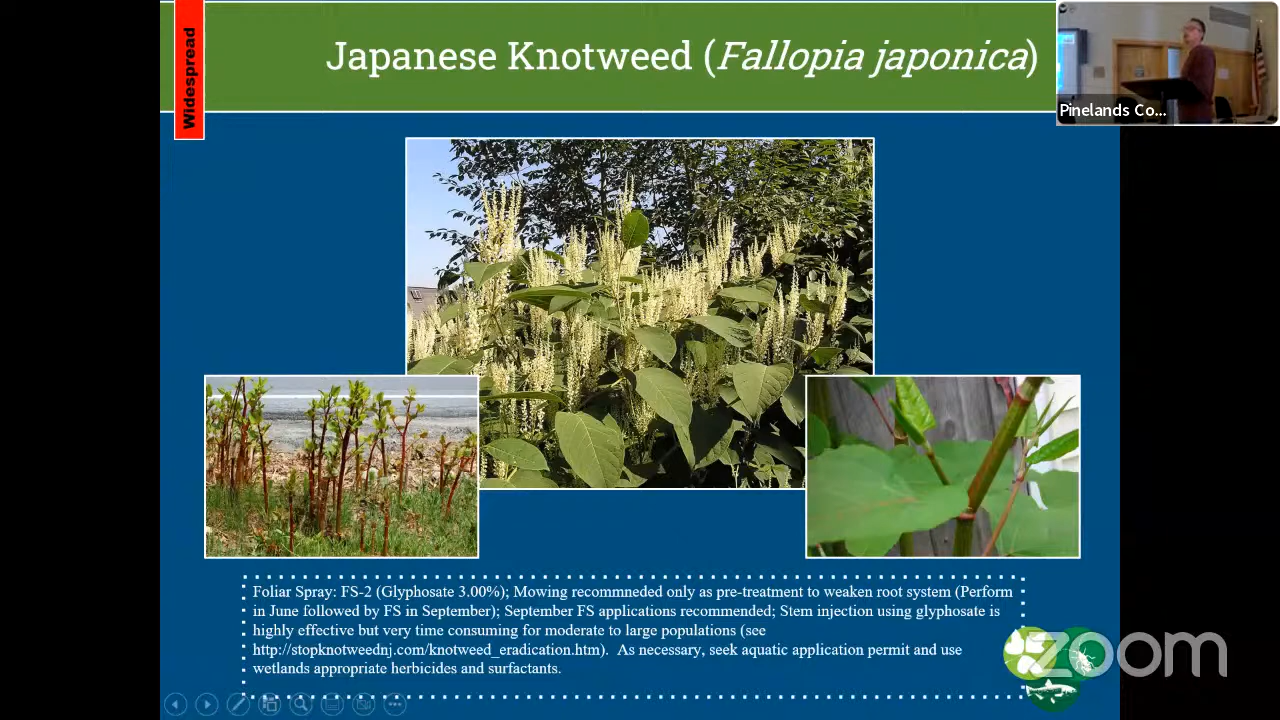 Widespread
Japanese Knotweed (Fallopia japonica)
Pinelands Co...
Foliar Spray: FS-2 (Glyphosate 3.00%); Mowing recommneded only as pre-treatment to weaken root system (Perform
in June followed by FS in September); September FS applications recommended; Stem injection using glyphosate is
highly effective but very time consuming for moderate to large populations (see
http://stopknotweednj.com/knotweed_eradication.htm).  As necessary, seek aquatic application permit and use
wetlands appropriate herbicides and surfactants.
zoom